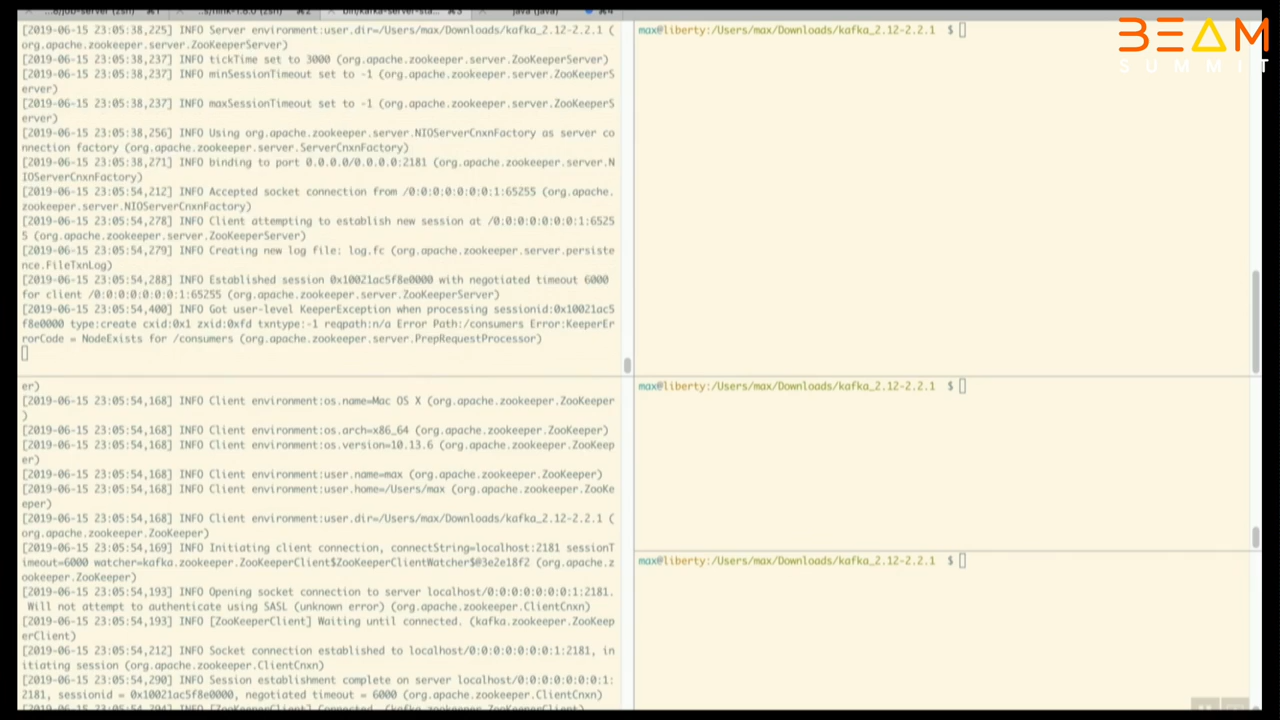 [2019-06-15 23:05:38,225] INFO Server environment:user.dir=/Users/max/Downloads/kafka_2.12-2.2.1 (
org.apache.zookeeper.server.ZooKeeperServer)
[2019-06-15 23:05:38,237] INFO tickTime set to 3000 (org.apache.zookeeper.server.ZooKeeperServer)
[2019-06-15 23:05:38,237] INFO minSessionTimeout set to -1 (org.apache.zookeeper.server.ZooKeeperS
erver)
[2019-06-15 23:05:38,237] INFO maxSessionTimeout set to -1 (org.apache.zookeeper.server.ZooKeeperS
erver)
[2019-06-15 23:05:38,256] INFO Using org.apache.zookeeper.server.NIOServerCnxnFactory as server co
nnection factory (org.apache.zookeeper.server.ServerCnxnFactory)
[2019-06-15 23:05:38,271] INFO binding to port 0.0.0.0/0.0.0.0:2181 (org.apache.zookeeper.server.N
IOServerCnxnFactory)
[2019-06-15 23:05:54,212] INFO Accepted socket connection from /0:0:0:0:0:0:0:1:65255 (org.apache.
zookeeper.server.NIOServerCnxnFactory)
[2019-06-15 23:05:54,278] INFO Client attempting to establish new session at /0:0:0:0:0:0:0:1:6525
5 (org.apache.zookeeper.server.ZooKeeperServer)
[2019-06-15 23:05:54,279] INFO Creating new log file: log.fc (org.apache.zookeeper.server.persiste
nce.FileTxnLog)
[2019-06-15 23:05:54,288] INFO Established session 0x10021ac5f8e0000 with negotiated timeout 6000
for client /0:0:0:0:0:0:0:1:65255 (org.apache.zookeeper.server.ZooKeeperServer)
[2019-06-15 23:05:54,400] INFO Got user-level KeeperException when processing sessionid:0x10021ac5
f8e0000 type:create cxid:0x1 zxid:0xfd txntype:-1 reqpath:n/a Error Path:/consumers Error:KeeperEr
rorCode = NodeExists for /consumers (org.apache.zookeeper.server.PrepRequestProcessor)
er)
[2019-06-15 23:05:54,168] INFO Client environment:os.name=Mac OS X (org.apache.zookeeper.ZooKeeper
)
[2019-06-15 23:05:54,168] INFO Client environment:os.arch=x86_64 (org.apache.zookeeper.ZooKeeper)
[2019-06-15 23:05:54,168] INFO Client environment:os.version=10.13.6 (org.apache.zookeeper.ZooKeep
er)
[2019-06-15 23:05:54,168] INFO Client environment:user.name=max (org.apache.zookeeper.ZooKeeper)
[2019-06-15 23:05:54,168] INFO Client environment:user.home=/Users/max (org.apache.zookeeper.ZooKe
eper)
[2019-06-15 23:05:54,168] INFO Client environment:user.dir=/Users/max/Downloads/kafka_2.12-2.2.1 (
org.apache.zookeeper.ZooKeeper)
[2019-06-15 23:05:54,169] INFO Initiating client connection, connectString=localhost:2181 sessionT
imeout=6000 watcher=kafka.zookeeper.ZooKeeperClient$ZooKeeperClientWatcher$@3e2e18f2 (org.apache.z
ookeeper.ZooKeeper)
[2019-06-15 23:05:54,193] INFO Opening socket connection to server localhost/0:0:0:0:0:0:0:1:2181.
Will not attempt to authenticate using SASL (unknown error) (org.apache.zookeeper.ClientCnxn)
[2019-06-15 23:05:54,193] INFO [ZooKeeperClient] Waiting until connected. (kafka.zookeeper.ZooKeep
erClient)
[2019-06-15 23:05:54,212] INFO Socket connection established to localhost/0:0:0:0:0:0:0:1:2181, in
itiating session (org.apache.zookeeper.ClientCnxn)
[2019-06-15 23:05:54,290] INFO Session establishment complete on server localhost/0:0:0:0:0:0:0:1:
2181, sessionid = 0x10021ac5f8e0000, negotiated timeout = 6000 (org.apache.zookeeper.ClientCnxn)
[2019-06-15 23:05:54,294] INFO [ZooKeeperClient] Connected. (kafka.zookeeper.ZooKeeperClient)
max@liberty:/Users/max/Downloads/kafka_2.12-2.2.1 $
max@liberty:/Users/max/Downloads/kafka_2.12-2.2.1 $
max@liberty:/Users/max/Downloads/kafka_2.12-2.2.1 $
BEAM
SUMMIT